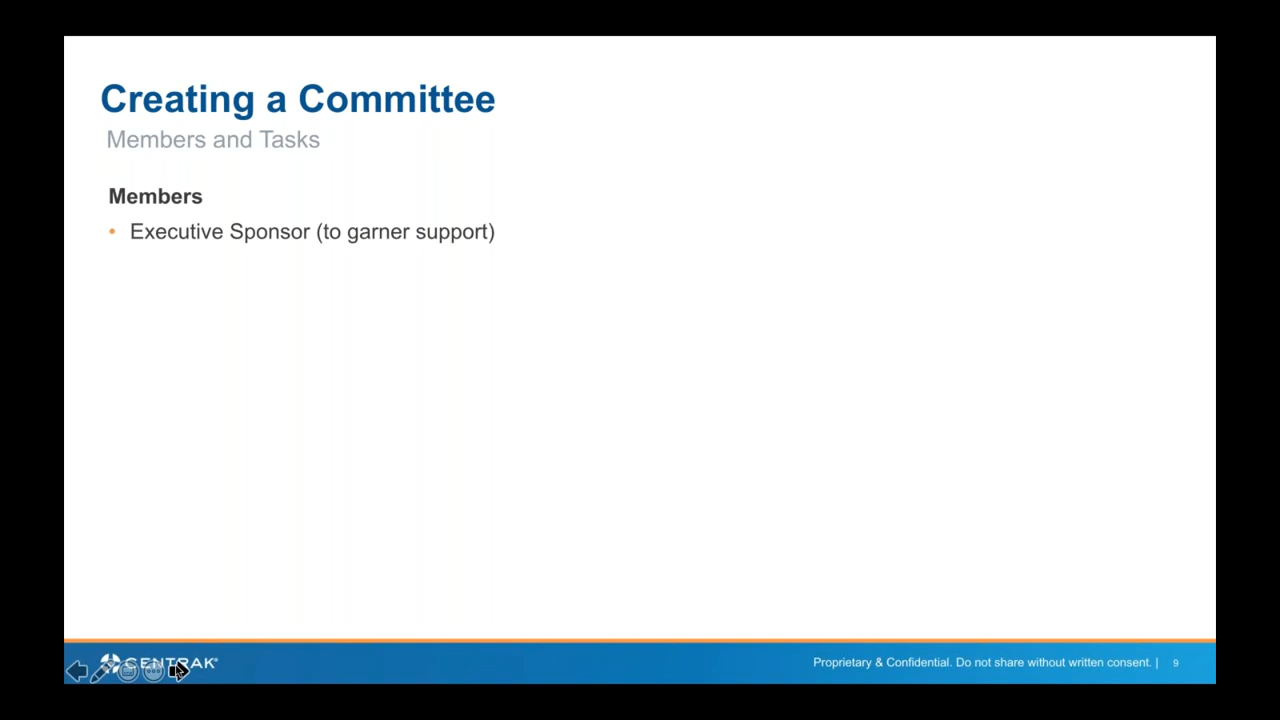 Creating a Committee
Members and Tasks
Members
• Executive Sponsor (to garner support)
CENTRAK®
Proprietary & Confidential. Do not share without written consent. | 9